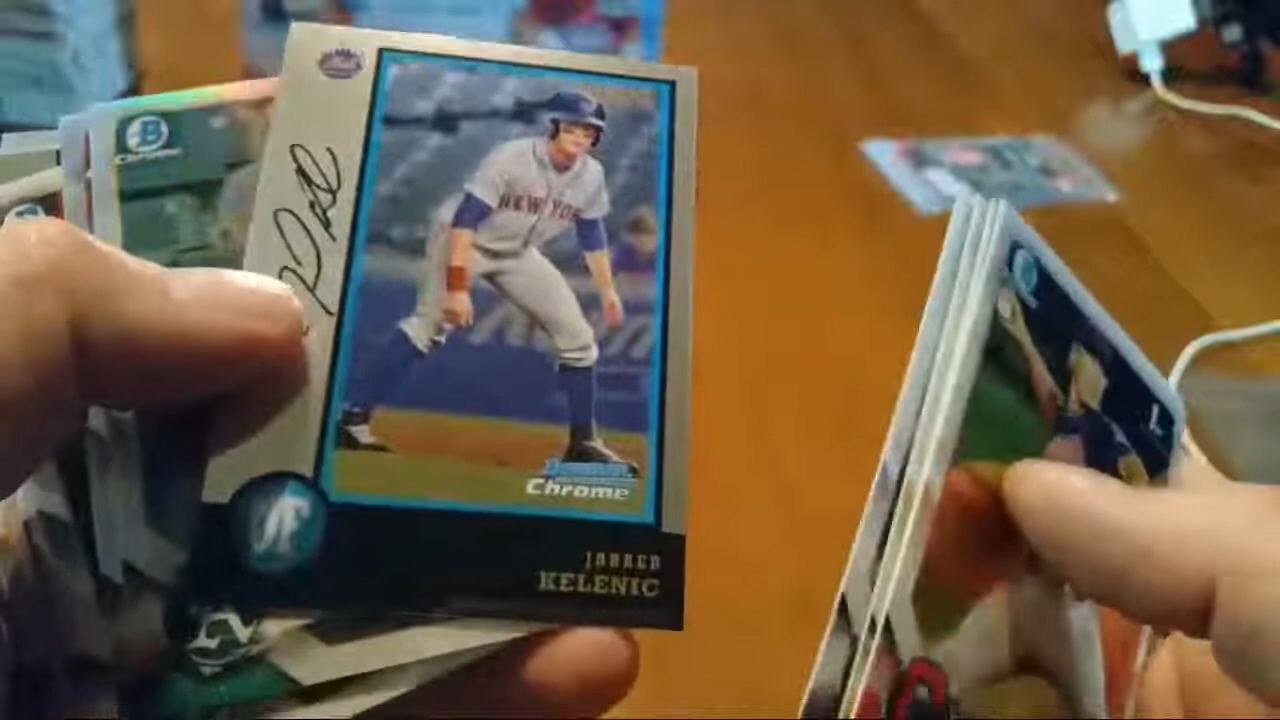 B
Chrome
NEW YORK
Bowman
Chrome
JARRED
KELENIC